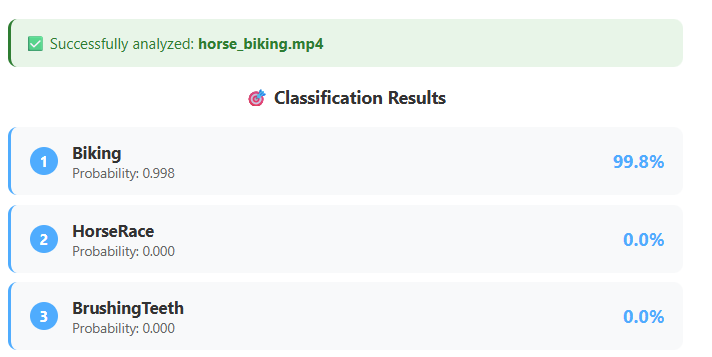 ✅ Successfully analyzed: horse_biking.mp4
🎯 Classification Results
1 Biking 99.8%
Probability: 0.998
2 HorseRace 0.0%
Probability: 0.000
3 BrushingTeeth 0.0%
Probability: 0.000